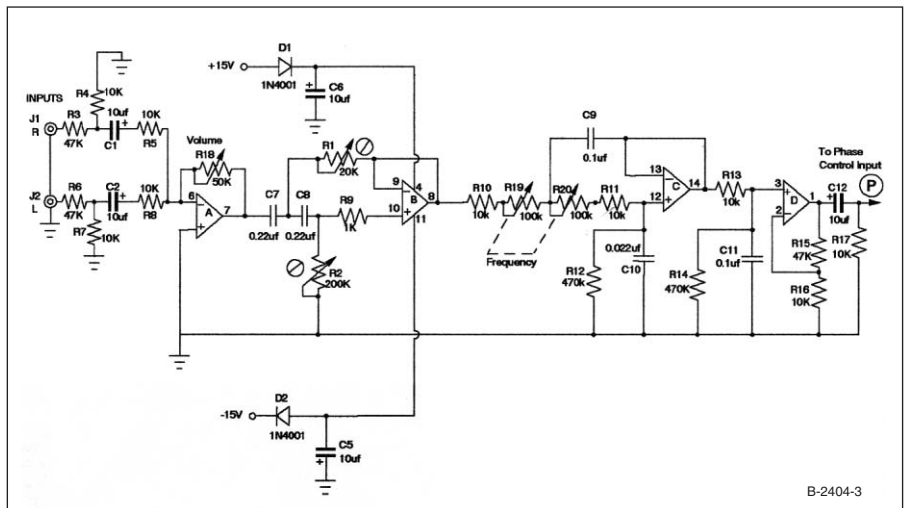 INPUTS
J1
R
R3
47K
R4
10K
10uf
+
C1
10K
R5
J2
L
R6
47K
R7
10K
C2
+
10uf
10K
R8
Volume
R18
50K
6
−
A
+
7
C7
0.22uf
C8
0.22uf
+15V
D1
1N4001
+
C6
10uf
R1
20K
R9
1K
R2
200K
9
−
4
B
8
10
+
11
-15V
D2
1N4001
C5
+
10uf
R10
10k
R19
100k
R20
100k
R11
10k
Frequency
C9
0.1uf
R12
470k
0.022uf
C10
13
−
C
14
12
+
R13
10k
R14
470K
C11
0.1uf
3
+
D
1
2
−
To Phase
Control Input
P
C12
+
10uf
R15
47K
R16
10K
R17
10K
B-2404-3